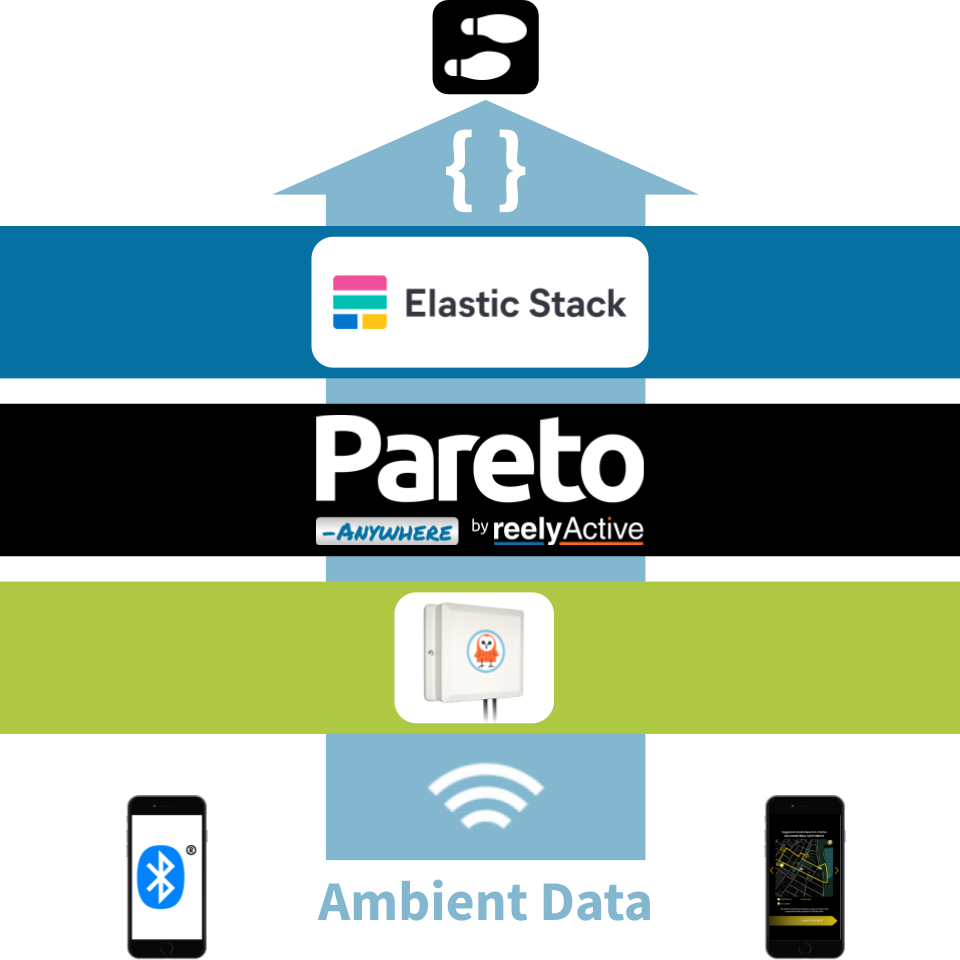 { }
Elastic Stack
Pareto
-ANYWHERE by reelyActive
®
Ambient Data